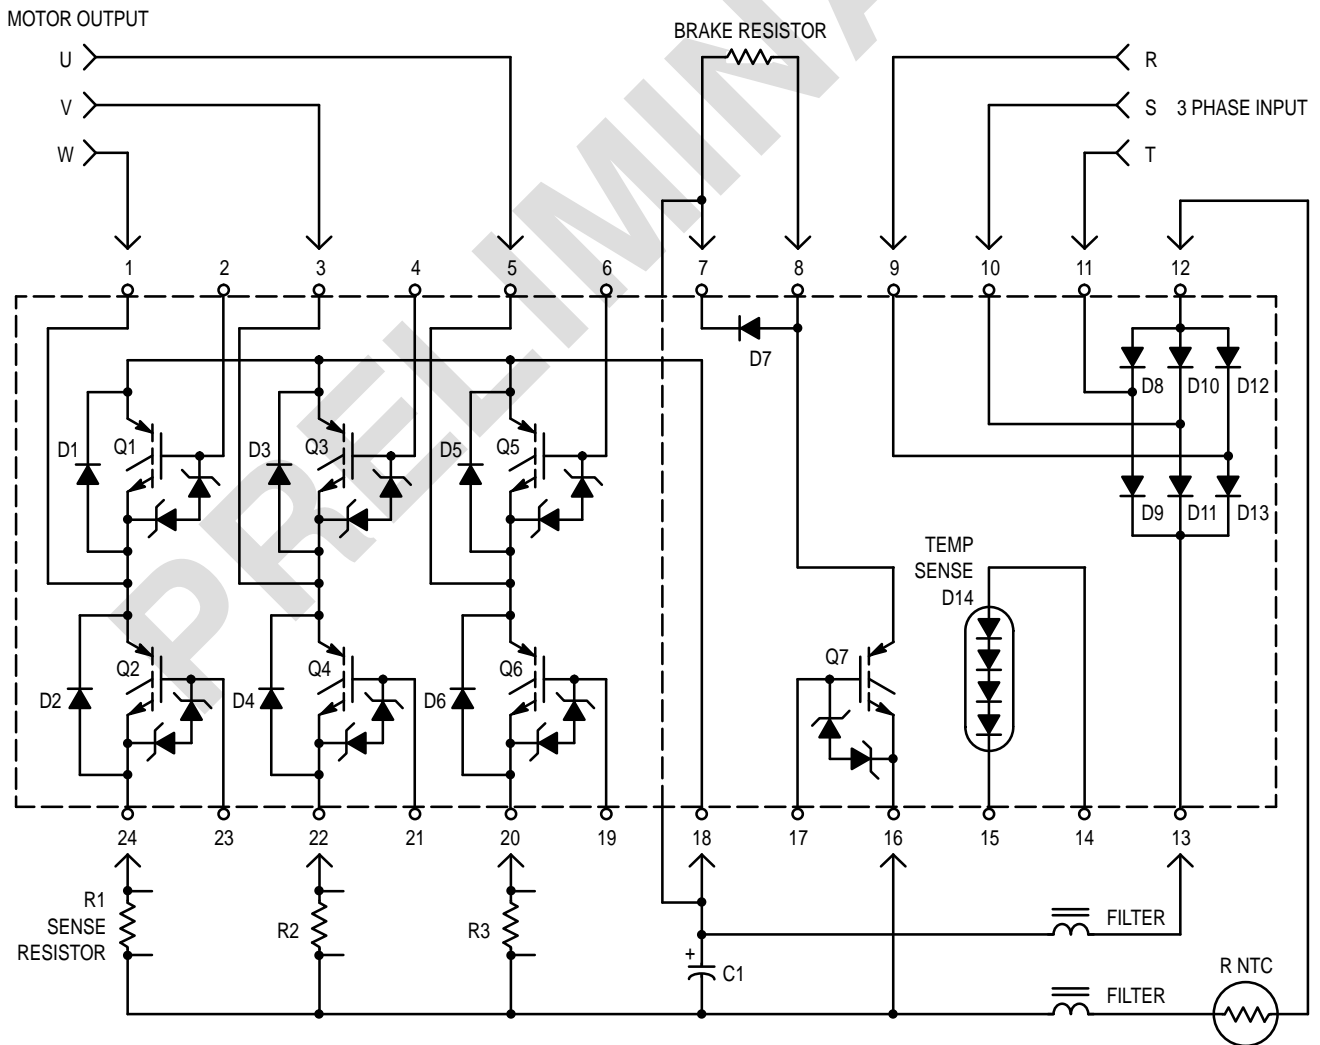 MOTOR OUTPUT
U
V
W
BRAKE RESISTOR
R
S 3 PHASE INPUT
T
1 2 3 4 5 6 7 8 9 10 11 12
D7
D8 D10 D12
D1 Q1 D3 Q3 D5 Q5
D9 D11 D13
TEMP
SENSE
D14
D2 Q2 D4 Q4 D6 Q6 Q7
24 23 22 21 20 19 18 17 16 15 14 13
R1
SENSE
RESISTOR
R2 R3
FILTER
+
C1
R NTC
FILTER
PRELIMINA